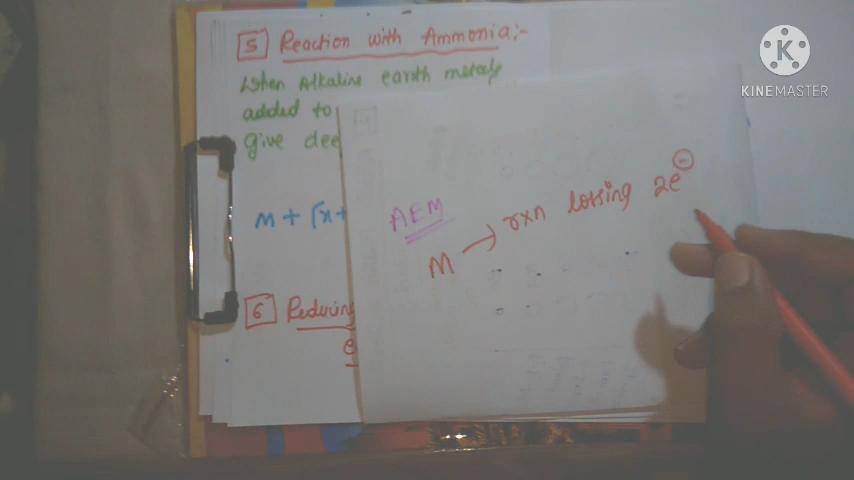 5 Reaction with Ammonia:-
When Alkaline earth metals
added to
give dee
M + (x+
6 Reducing
e
AEM
M → rxn lossing 2e⊖
K
KINEMASTER